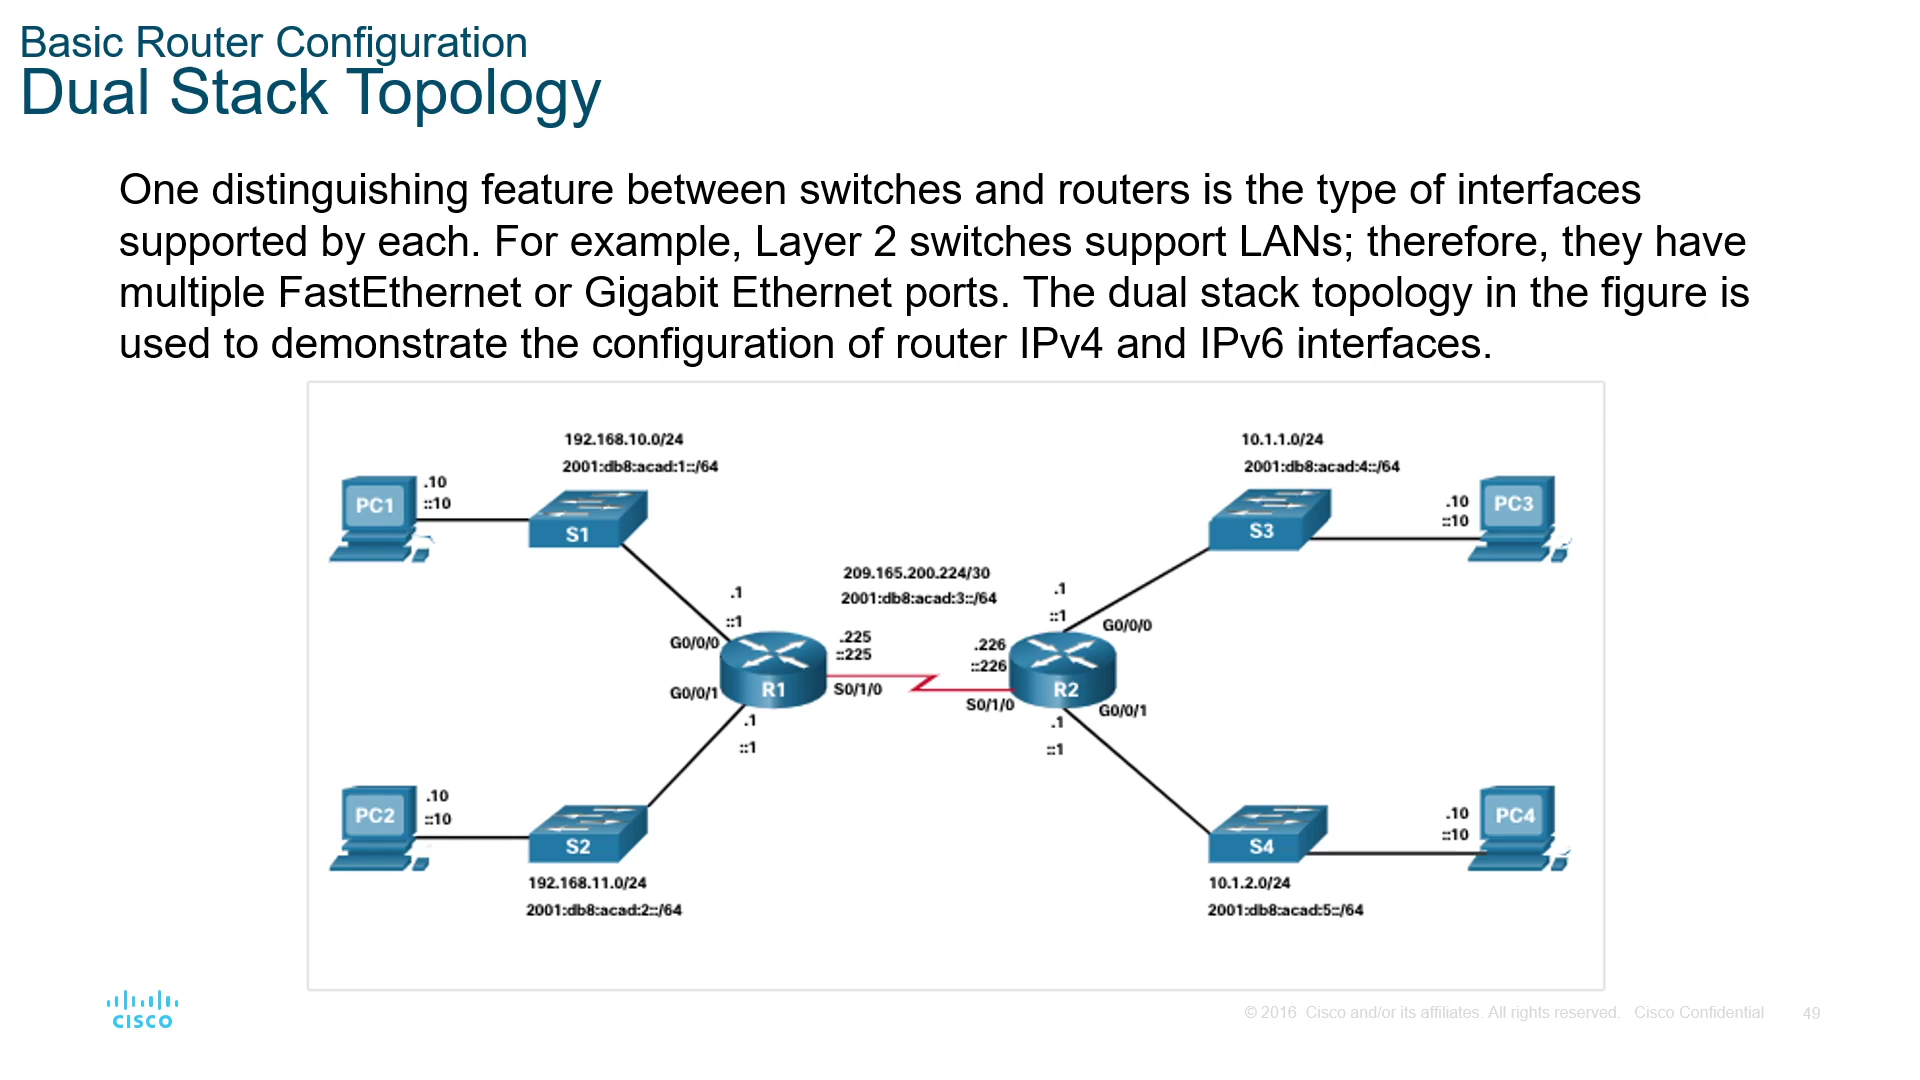 Basic Router Configuration
Dual Stack Topology
One distinguishing feature between switches and routers is the type of interfaces
supported by each. For example, Layer 2 switches support LANs; therefore, they have
multiple FastEthernet or Gigabit Ethernet ports. The dual stack topology in the figure is
used to demonstrate the configuration of router IPv4 and IPv6 interfaces.
192.168.10.0/24
2001:db8:acad:1::/64
10.1.1.0/24
2001:db8:acad:4::/64
PC1
.10
::10
S1
S3
.10
::10
PC3
209.165.200.224/30
2001:db8:acad:3::/64
.1
::1
G0/0/0
.1
::1
G0/0/0
.225
::225
.226
::226
G0/0/1
R1
S0/1/0
S0/1/0
R2
G0/0/1
.1
::1
.1
::1
PC2
.10
::10
S2
S4
.10
::10
PC4
192.168.11.0/24
2001:db8:acad:2::/64
10.1.2.0/24
2001:db8:acad:5::/64
CISCO
© 2016 Cisco and/or its affiliates. All rights reserved. Cisco Confidential
49